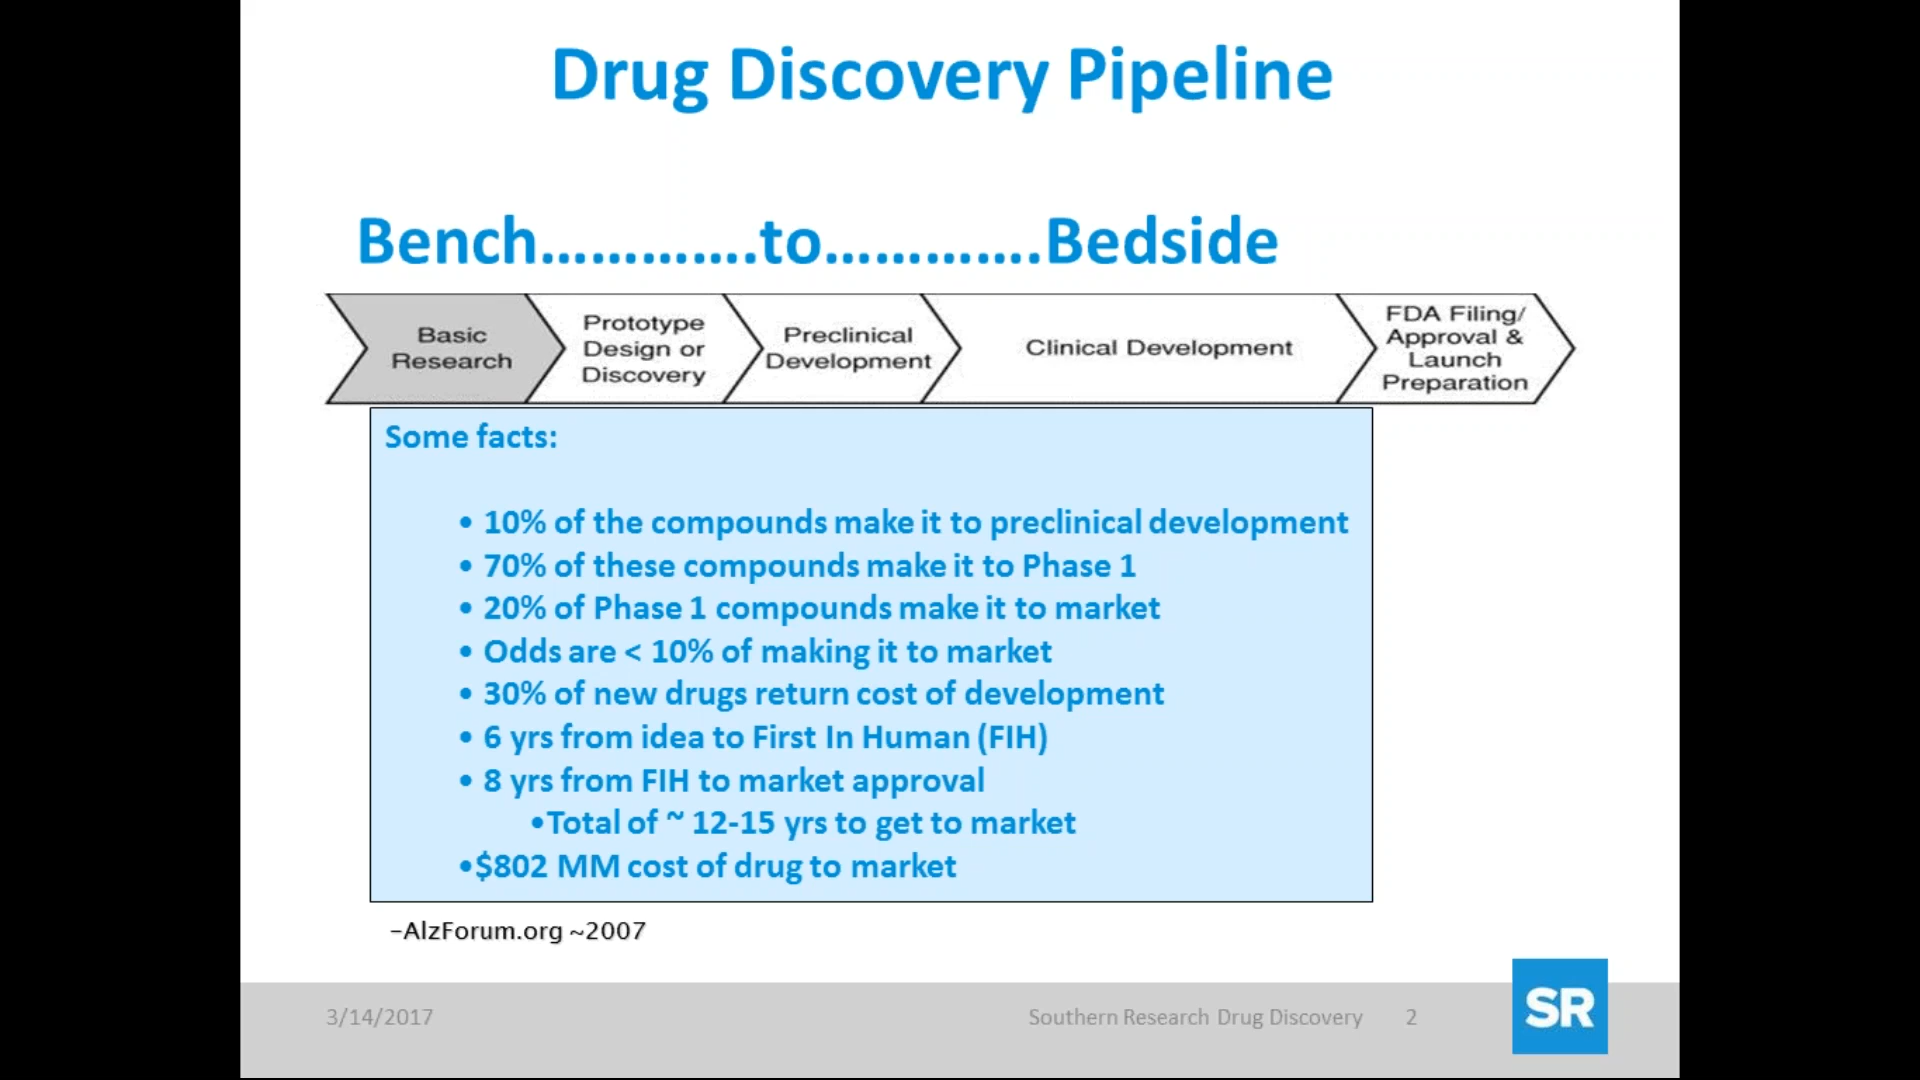 Drug Discovery Pipeline
Bench………….to………….Bedside
Basic
Research
Prototype
Design or
Discovery
Preclinical
Development
Clinical Development
FDA Filing/
Approval &
Launch
Preparation
Some facts:
• 10% of the compounds make it to preclinical development
• 70% of these compounds make it to Phase 1
• 20% of Phase 1 compounds make it to market
• Odds are < 10% of making it to market
• 30% of new drugs return cost of development
• 6 yrs from idea to First In Human (FIH)
• 8 yrs from FIH to market approval
•Total of ~ 12-15 yrs to get to market
•$802 MM cost of drug to market
–AlzForum.org ~2007
3/14/2017
Southern Research Drug Discovery
2
SR